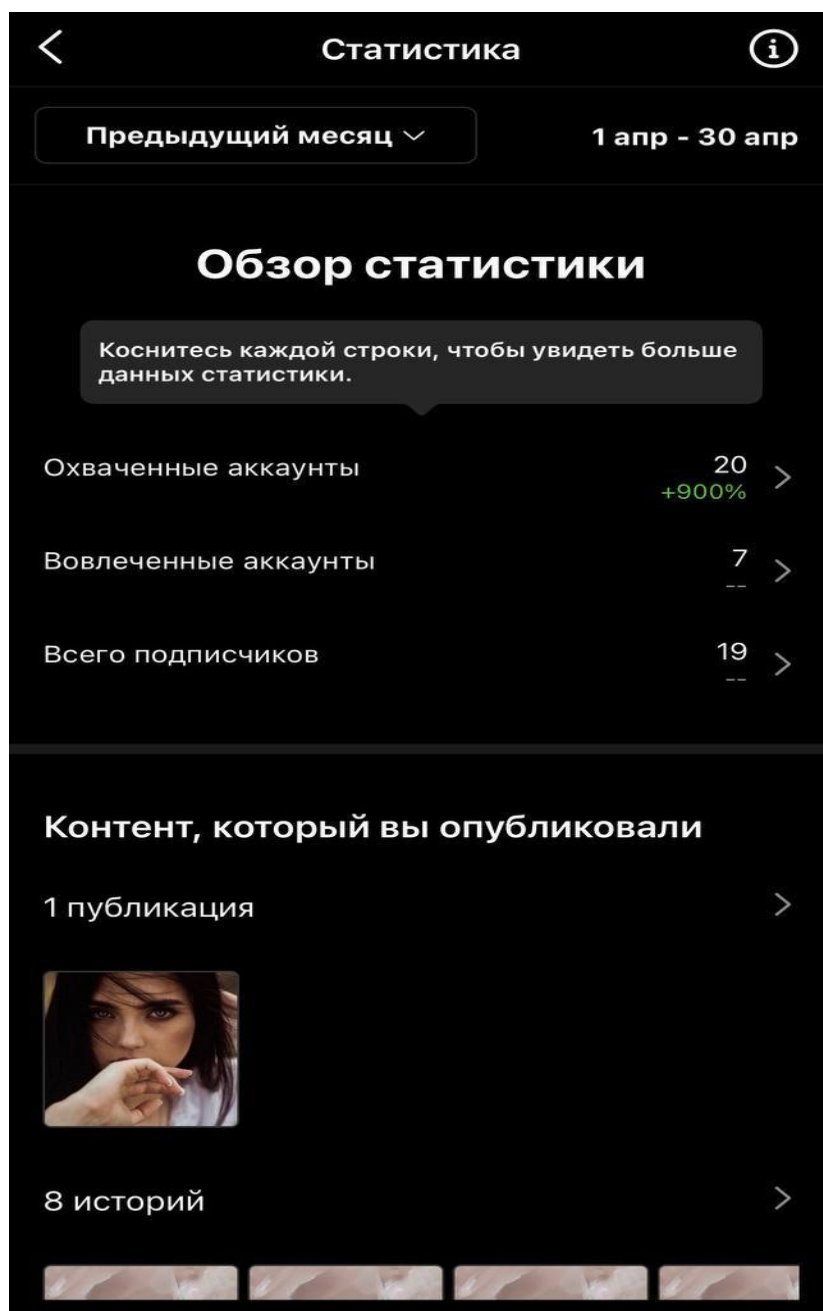 Статистика
Предыдущий месяц
1 апр - 30 апр
Обзор статистики
Коснитесь каждой строки, чтобы увидеть больше
данных статистики.
Охваченные аккаунты
20
+900%
Вовлеченные аккаунты
7
--
Всего подписчиков
19
--
Контент, который вы опубликовали
1 публикация
8 историй